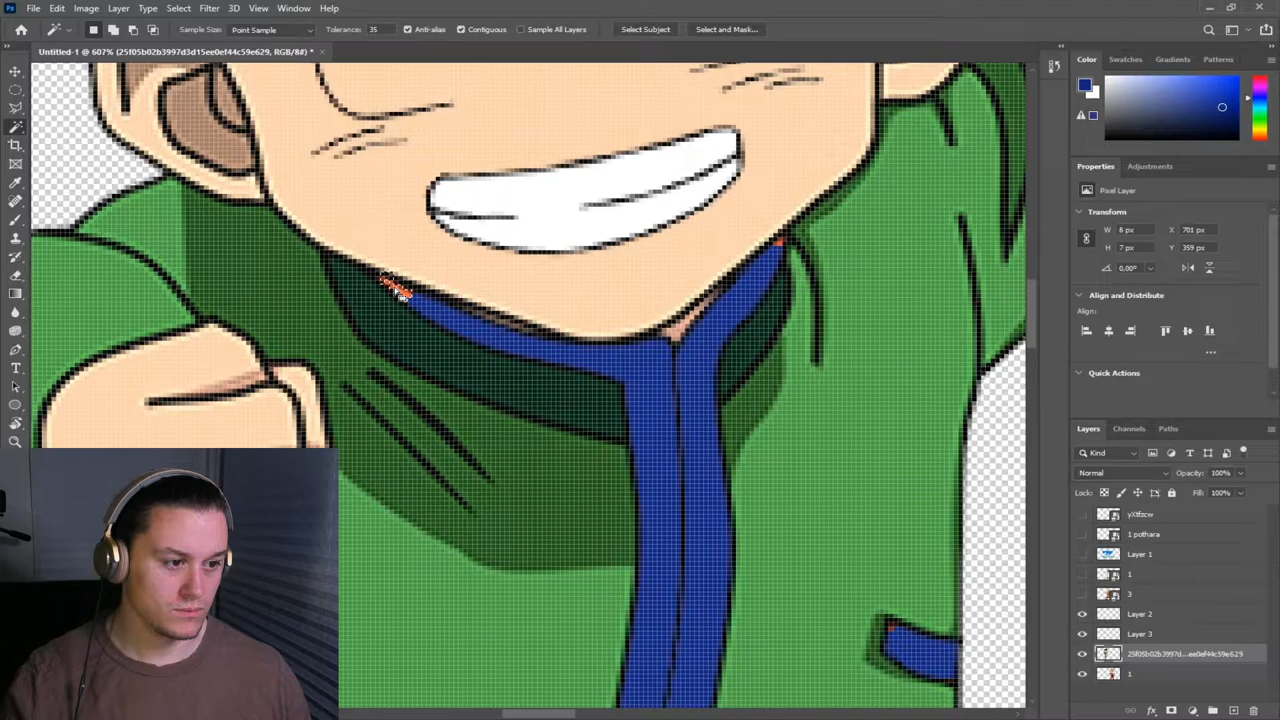 File Edit Image Layer Type Select Filter 3D View Window Help
Sample Size: Point Sample Tolerance: 35 Anti-alias Contiguous Sample All Layers Select Subject Select and Mask...
Untitled-1 @ 607% (25f05b02b3997d3d15ee0ef44c59e629, RGB/8#) *
Color Swatches Gradients Patterns
Properties Adjustments
Pixel Layer
Transform
W: 6 px X: 701 px
H: 7 px Y: 359 px
0,00°
Align and Distribute
Align:
Quick Actions
Layers Channels Paths
Kind
Normal Opacity: 100%
Lock: Fill: 100%
yXtfzcw
1 pothara
Layer 1
1
3
Layer 2
Layer 3
25f05b02b3997d...ee0ef44c59e629
1